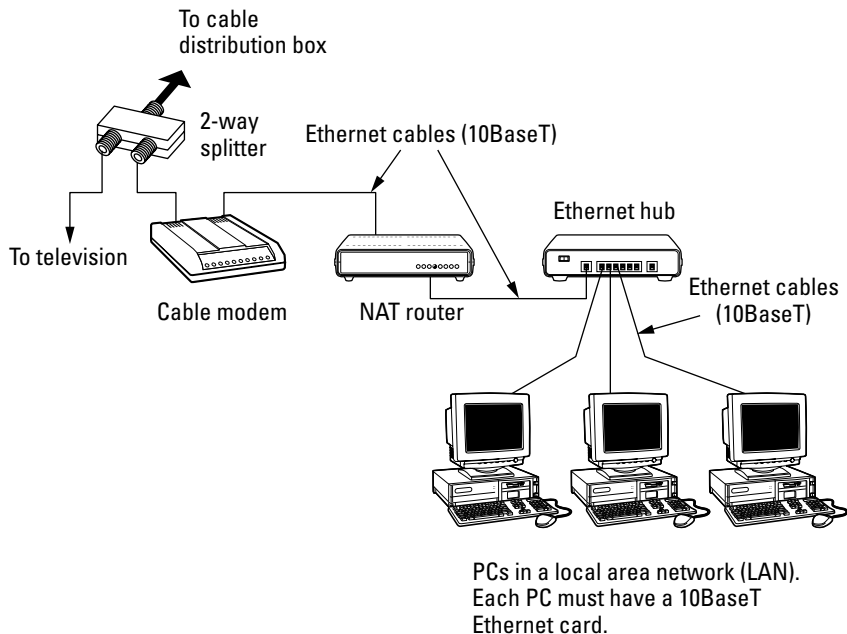 To cable
distribution box
2-way
splitter
Ethernet cables (10BaseT)
Ethernet hub
To television
Cable modem
NAT router
Ethernet cables
(10BaseT)
PCs in a local area network (LAN).
Each PC must have a 10BaseT
Ethernet card.